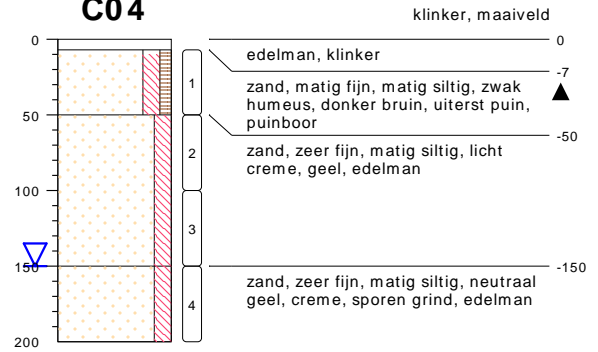 C04
klinker, maaiveld
0
0
edelman, klinker
-7
1
zand, matig fijn, matig siltig, zwak
humeus, donker bruin, uiterst puin,
puinboor
50
-50
2
zand, zeer fijn, matig siltig, licht
creme, geel, edelman
100
3
150
-150
4
zand, zeer fijn, matig siltig, neutraal
geel, creme, sporen grind, edelman
200